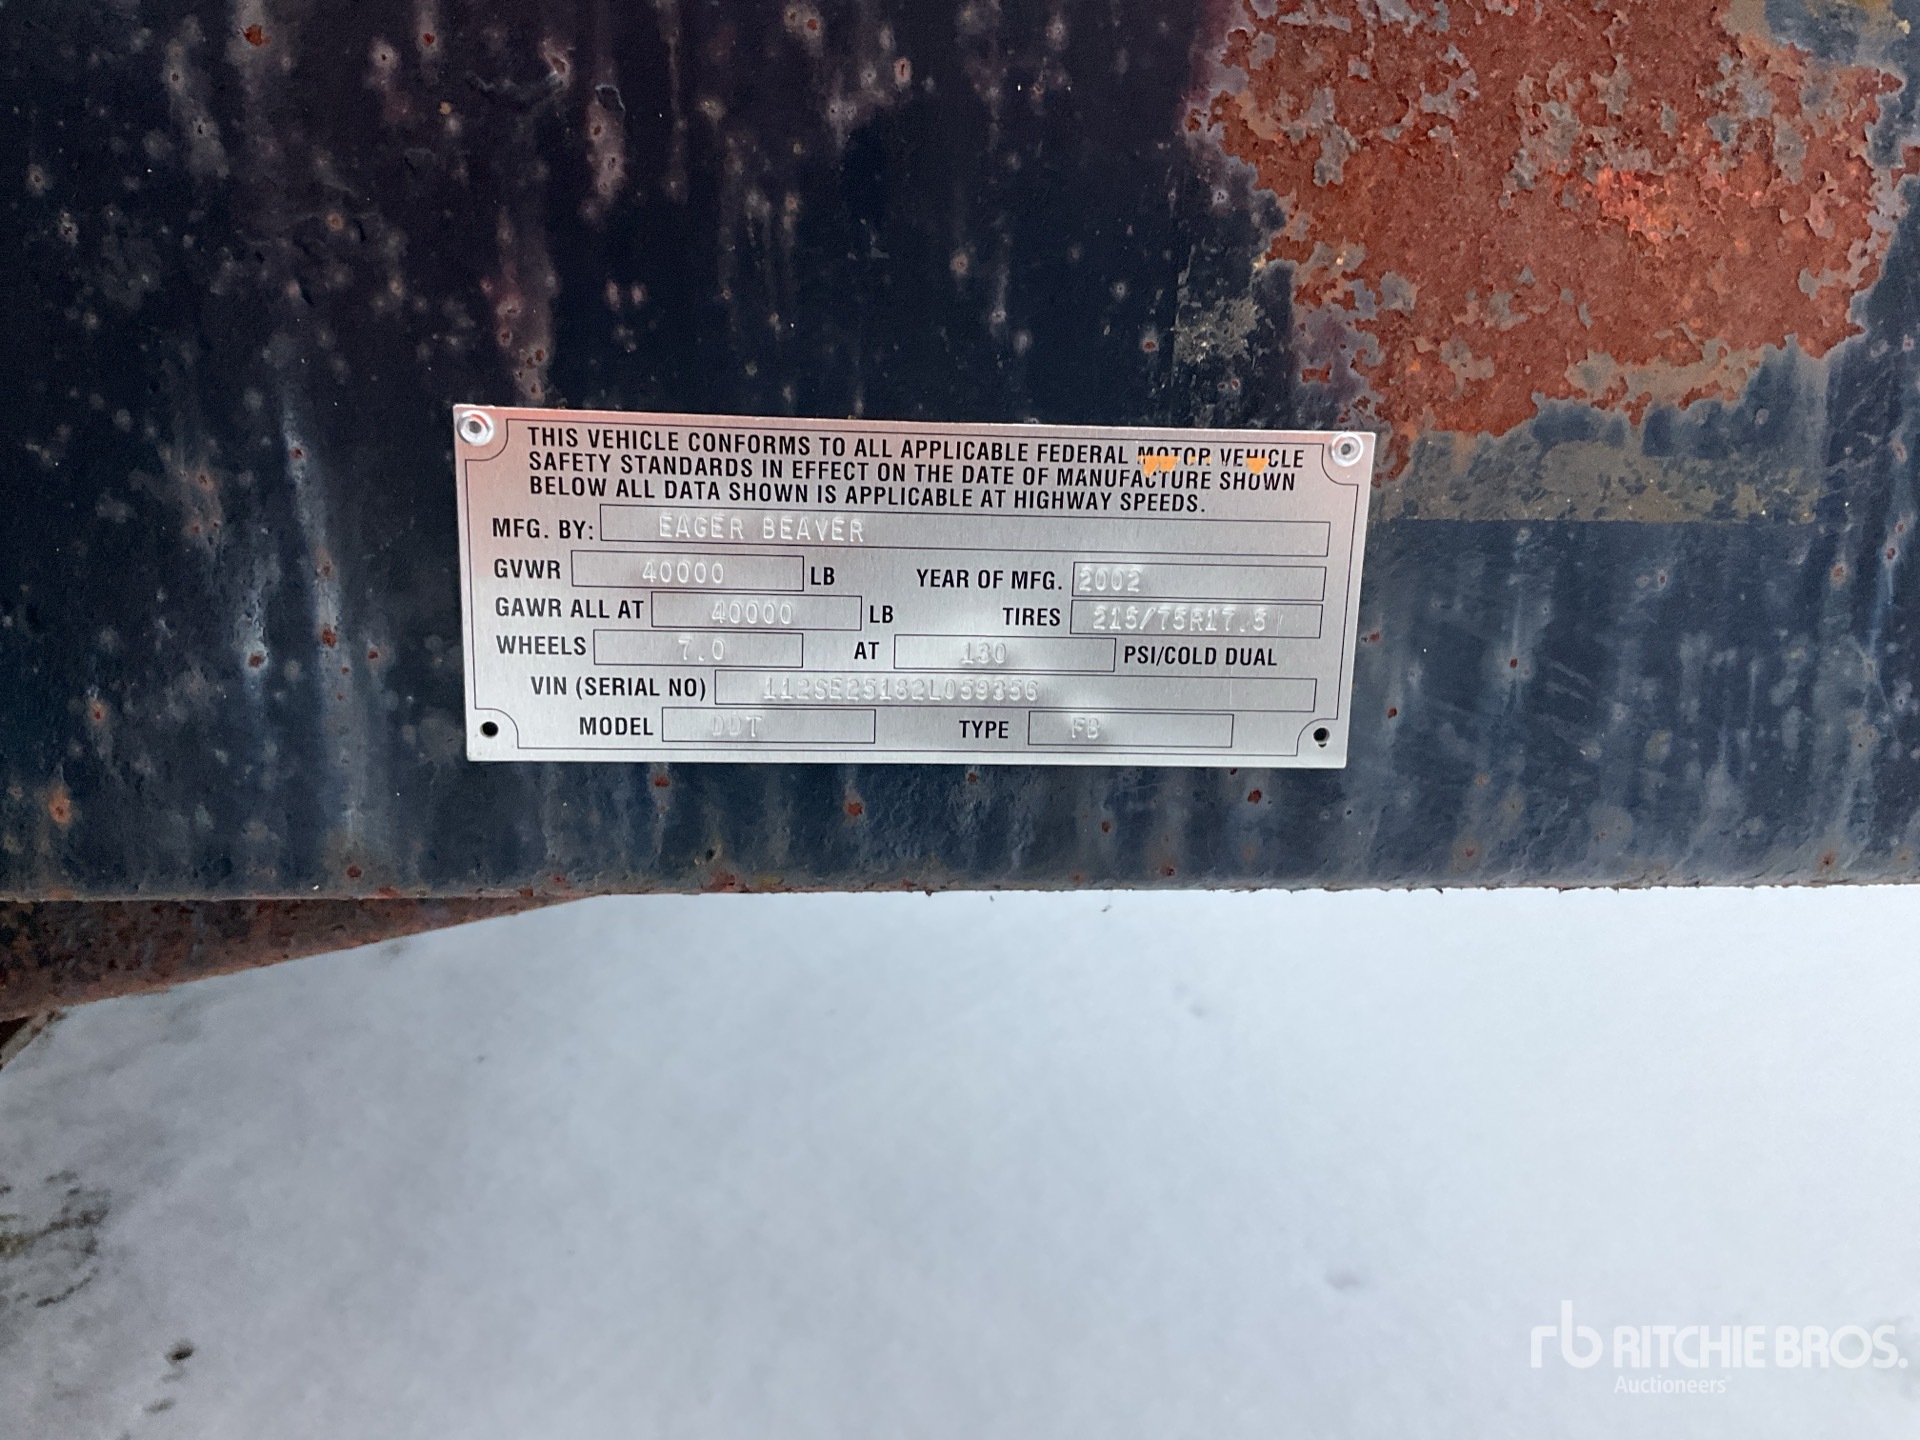 THIS VEHICLE CONFORMS TO ALL APPLICABLE FEDERAL MOTOR VEHICLE
SAFETY STANDARDS IN EFFECT ON THE DATE OF MANUFACTURE SHOWN
BELOW ALL DATA SHOWN IS APPLICABLE AT HIGHWAY SPEEDS.
MFG. BY: EAGER BEAVER
GVWR 40000 LB YEAR OF MFG. 2002
GAWR ALL AT 40000 LB TIRES 215/75R17.5
WHEELS 7.0 AT 130 PSI/COLD DUAL
VIN (SERIAL NO) 112SE25182L059356
MODEL DDT TYPE FB
rb RITCHIE BROS.
Auctioneers